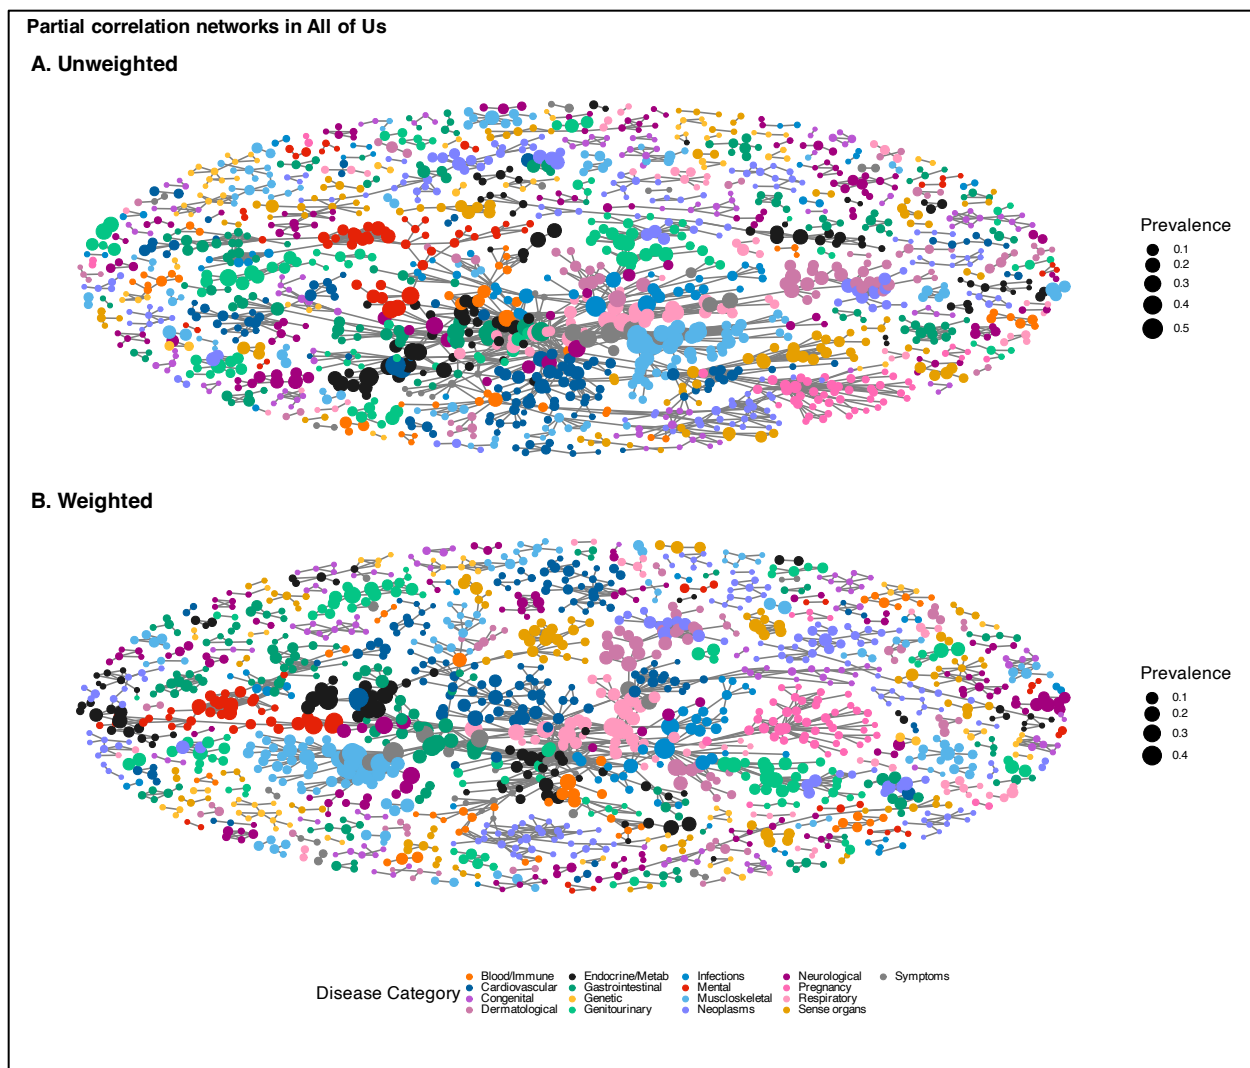 Partial correlation networks in All of Us
A. Unweighted
Prevalence
0.1
0.2
0.3
0.4
0.5
B. Weighted
Prevalence
0.1
0.2
0.3
0.4
Disease Category
Blood/Immune
Cardiovascular
Congenital
Dermatological
Endocrine/Metab
Gastrointestinal
Genetic
Genitourinary
Infections
Mental
Muscloskeletal
Neoplasms
Neurological
Pregnancy
Respiratory
Sense organs
Symptoms